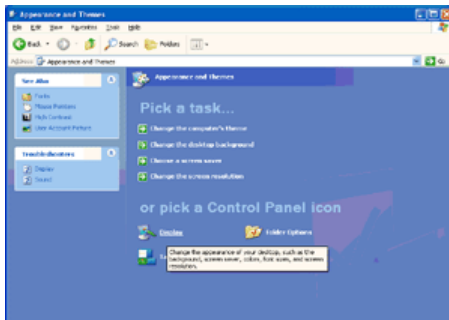 Appearance and Themes
File Edit View Favorites Tools Help
Back Search Folders
Address Appearance and Themes Go
See Also
Fonts
Mouse Pointers
High Contrast
User Account Picture
Troubleshooters
Display
Sound
Appearance and Themes
Pick a task...
Change the computer's theme
Change the desktop background
Choose a screen saver
Change the screen resolution
or pick a Control Panel icon
Display Folder Options
Change the appearance of your desktop, such as the
background, screen saver, colors, font sizes, and screen
resolution.